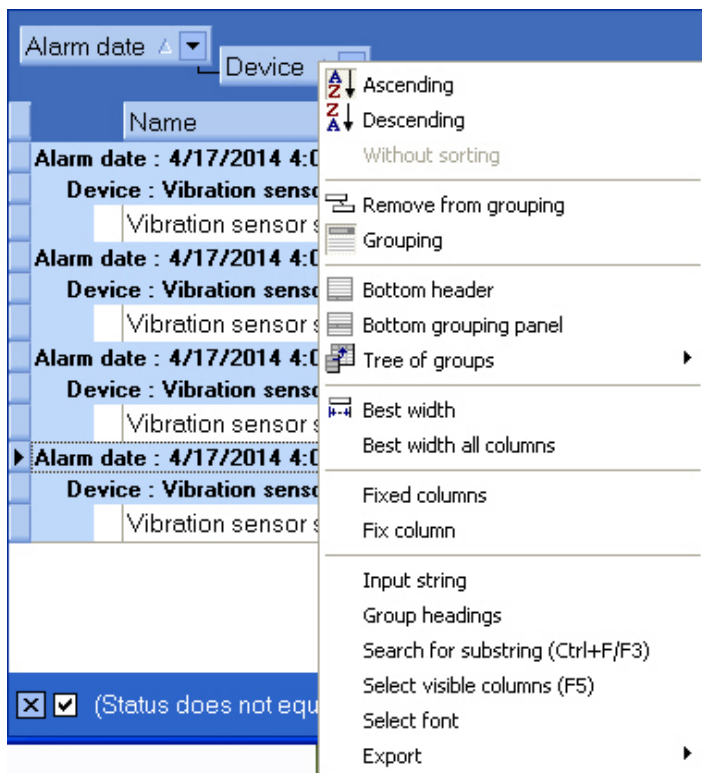 Alarm date
Device
Name
Alarm date : 4/17/2014 4:0
Device : Vibration senso
Vibration sensor s
Alarm date : 4/17/2014 4:0
Device : Vibration senso
Vibration sensor s
Alarm date : 4/17/2014 4:0
Device : Vibration senso
Vibration sensor s
Alarm date : 4/17/2014 4:0
Device : Vibration senso
Vibration sensor s
(Status does not equ
Ascending
Descending
Without sorting
Remove from grouping
Grouping
Bottom header
Bottom grouping panel
Tree of groups
Best width
Best width all columns
Fixed columns
Fix column
Input string
Group headings
Search for substring (Ctrl+F/F3)
Select visible columns (F5)
Select font
Export